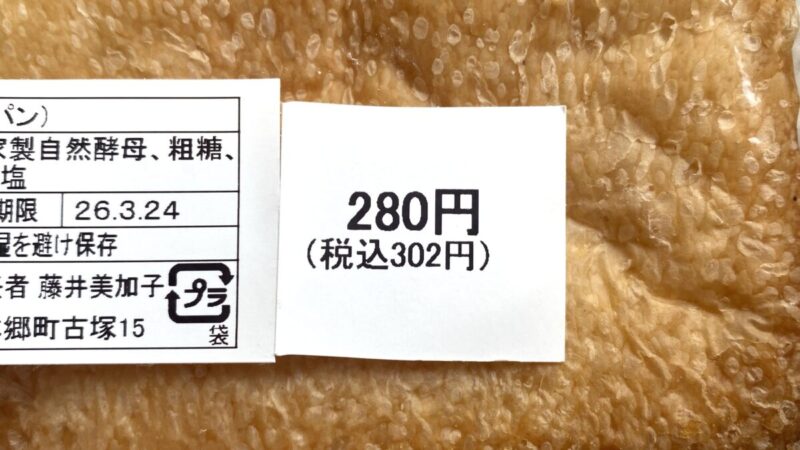 パン)
製自然酵母、粗糖、
塩
期限 26.3.24
を避け保存
者 藤井美加子
プラ
郷町古塚15
袋
280円
(税込302円)